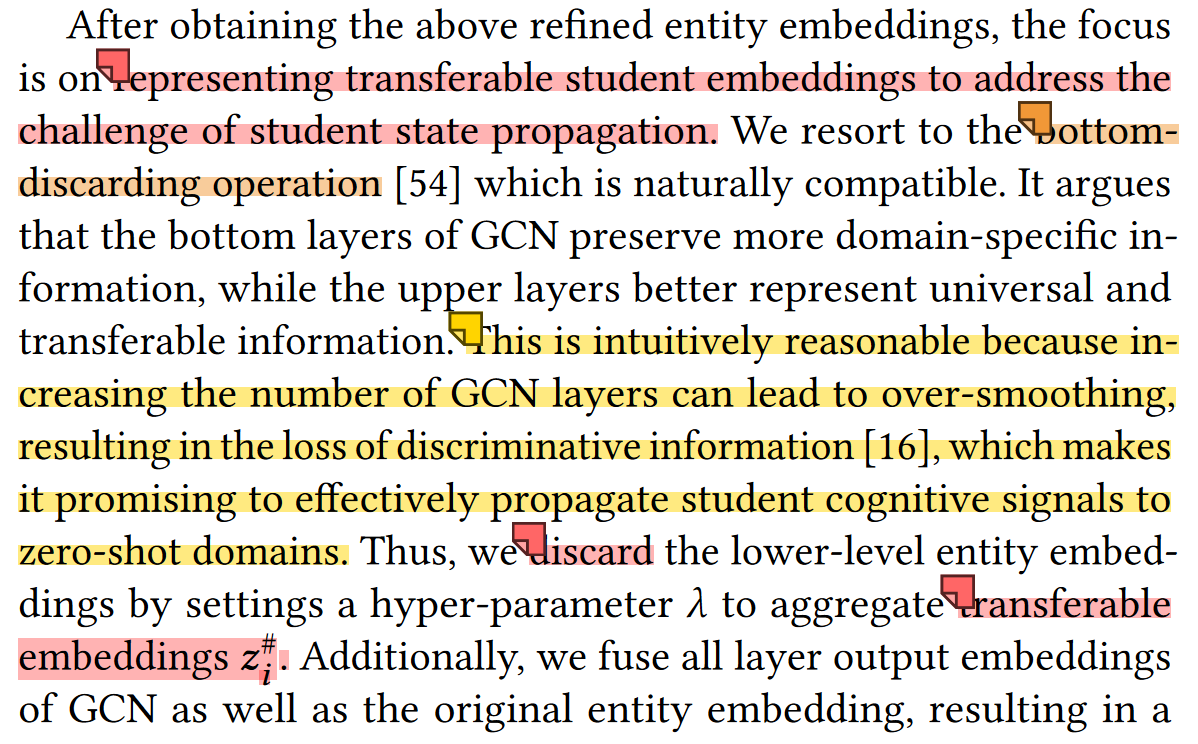 After obtaining the above refined entity embeddings, the focus
is on representing transferable student embeddings to address the
challenge of student state propagation. We resort to the bottom-
discarding operation [54] which is naturally compatible. It argues
that the bottom layers of GCN preserve more domain-specific in-
formation, while the upper layers better represent universal and
transferable information. This is intuitively reasonable because in-
creasing the number of GCN layers can lead to over-smoothing,
resulting in the loss of discriminative information [16], which makes
it promising to effectively propagate student cognitive signals to
zero-shot domains. Thus, we discard the lower-level entity embed-
dings by settings a hyper-parameter λ to aggregate transferable
embeddings z_i^#. Additionally, we fuse all layer output embeddings
of GCN as well as the original entity embedding, resulting in a